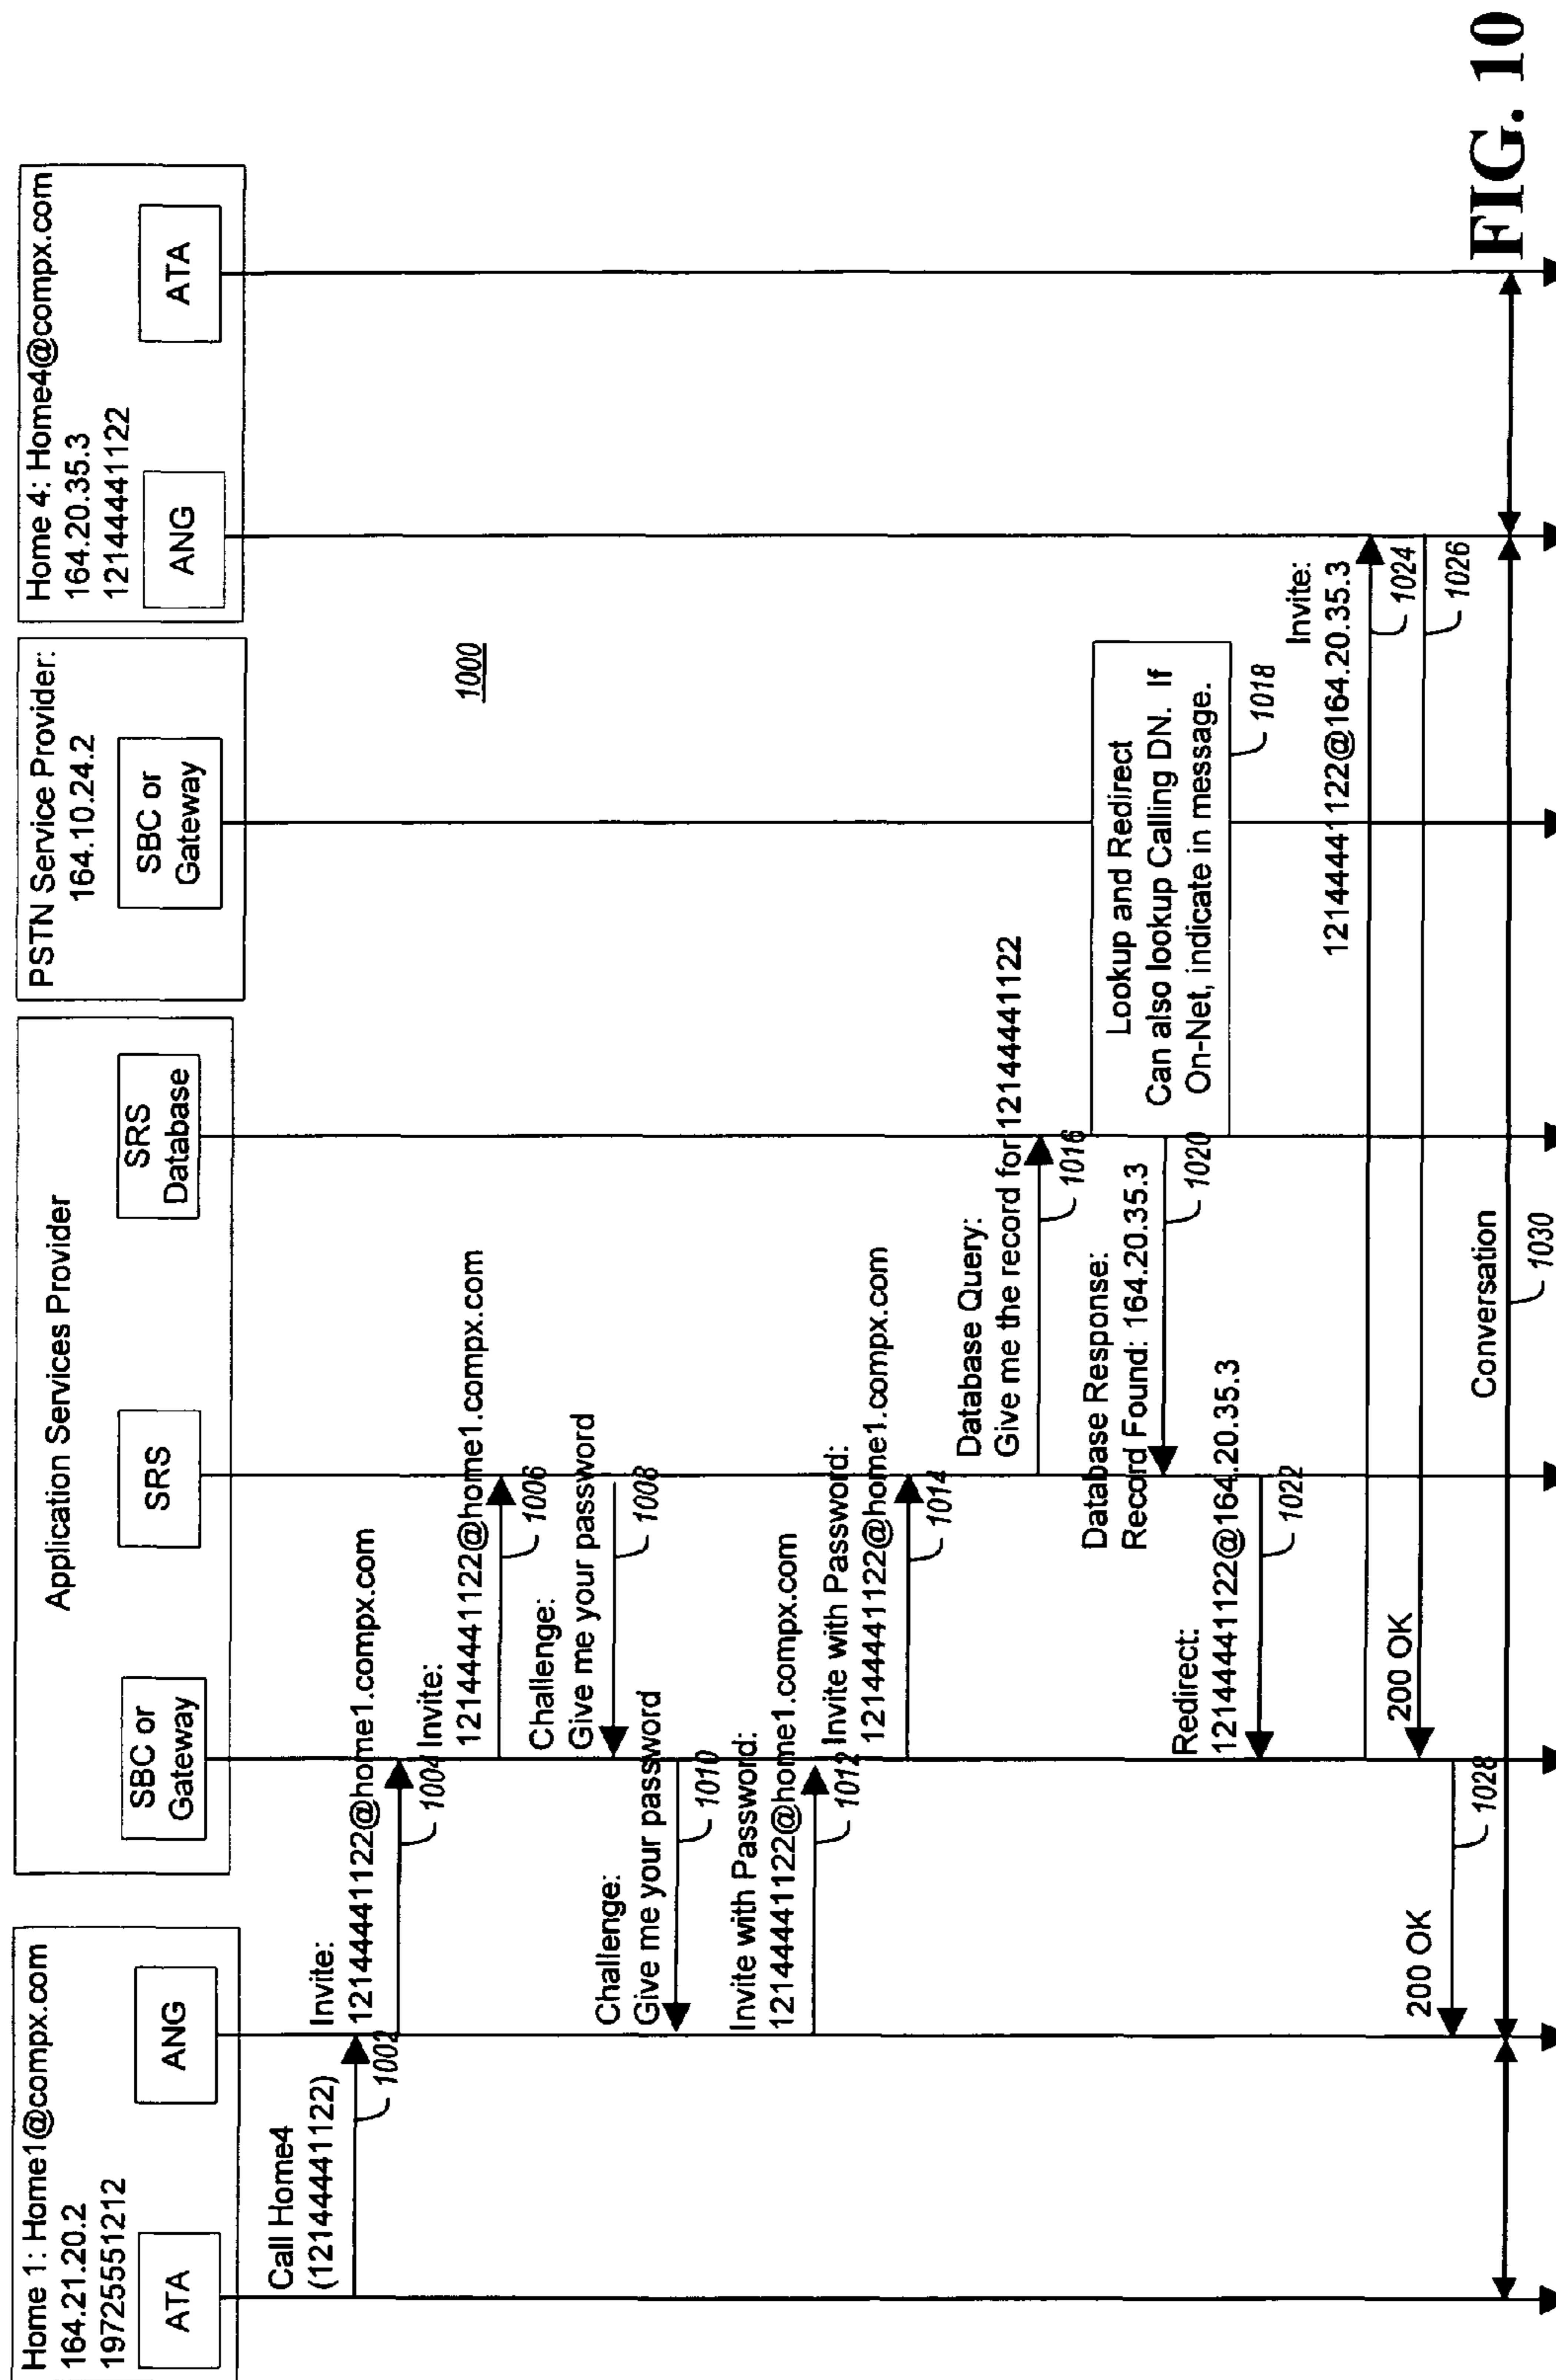 Home 1: Home1@compx.com
164.21.20.2
19725551212
ATA
ANG
Application Services Provider
SBC or
Gateway
SRS
SRS
Database
PSTN Service Provider:
164.10.24.2
SBC or
Gateway
Home 4: Home4@compx.com
164.20.35.3
12144441122
ANG
ATA
1000
Call Home4
(12144441122)
1002
Invite:
12144441122@home1.compx.com
1004
Invite:
12144441122@home1.compx.com
1006
Challenge:
Give me your password
1008
Challenge:
Give me your password
1010
Invite with Password:
12144441122@home1.compx.com
1012
Invite with Password:
12144441122@home1.compx.com
1014
Database Query:
Give me the record for 12144441122
1016
Lookup and Redirect
Can also lookup Calling DN. If
On-Net, indicate in message.
1018
Database Response:
Record Found: 164.20.35.3
1020
Redirect:
12144441122@164.20.35.3
1022
Invite:
12144441122@164.20.35.3
1024
200 OK
1026
200 OK
1028
Conversation
1030
FIG. 10